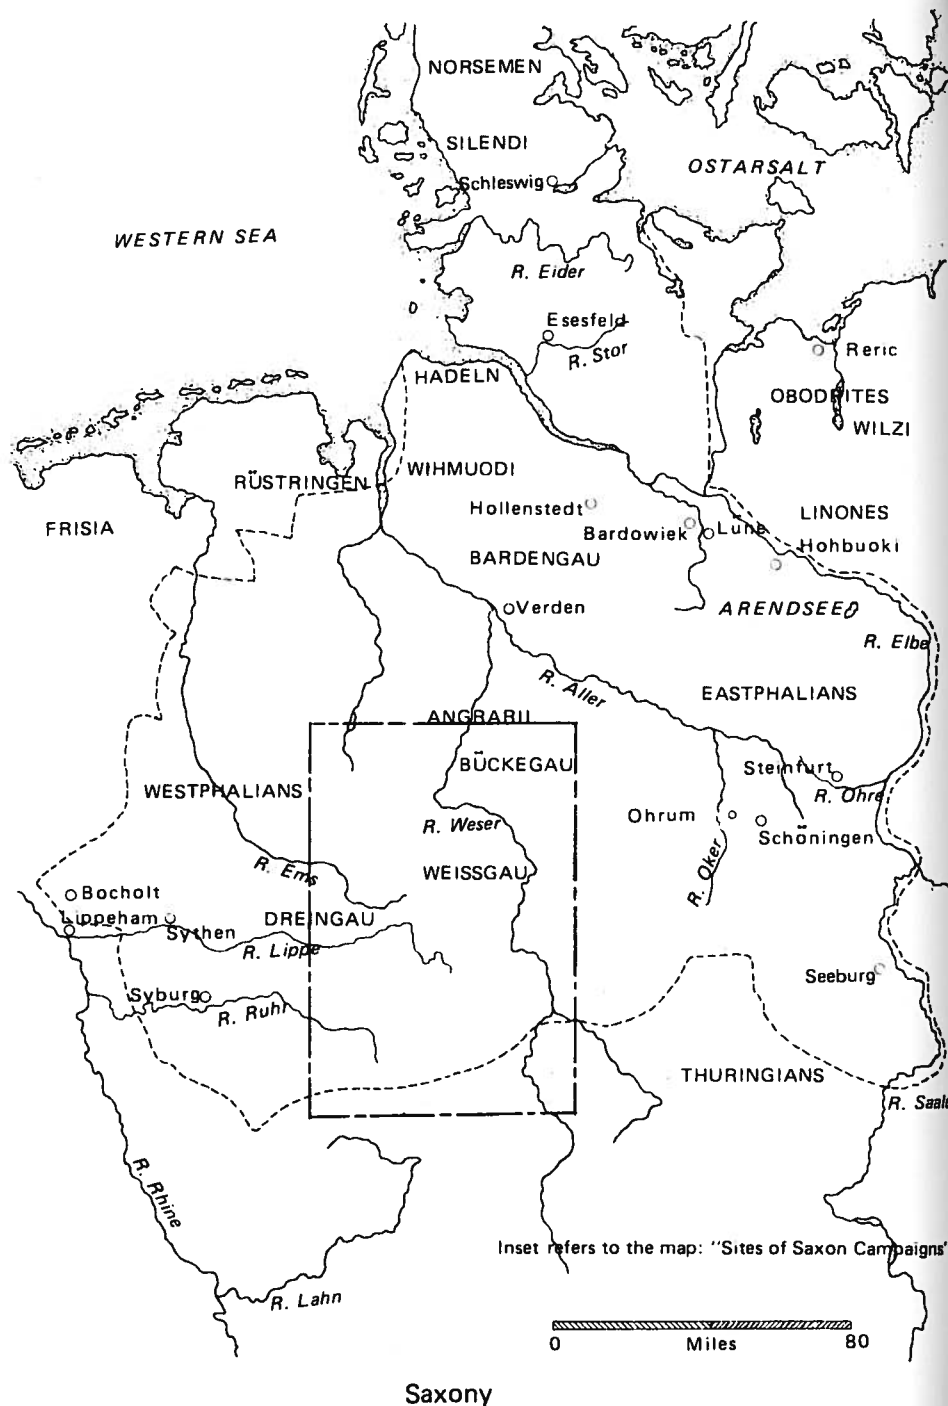 NORSEMEN
SILENDI
Schleswig
OSTARSALT
WESTERN SEA
R. Eider
Esesfeld
R. Stor
Reric
HADELN
OBODRITES
WILZI
WIHMUODI
RÜSTRINGEN
Hollenstedt
LINONES
FRISIA
Bardowiek
Lüne
Hohbuoki
BARDENGAU
Verden
ARENDSEE
R. Elbe
R. Aller
EASTPHALIANS
ANGRARII
BÜCKEGAU
Steinfurt
WESTPHALIANS
R. Ohre
Ohrum
R. Weser
Schöningen
R. Ems
WEISSGAU
R. Oker
Bocholt
Lippeham
Sythen
DREINGAU
R. Lippe
Seeburg
Syburg
R. Ruhr
THURINGIANS
R. Saale
R. Rhine
Inset refers to the map: "Sites of Saxon Campaigns"
R. Lahn
0 Miles 80
Saxony